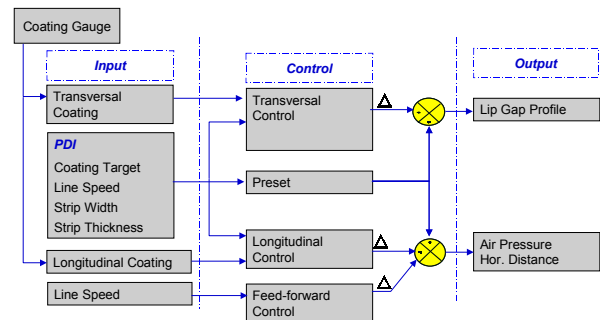 Coating Gauge
Input
Control
Output
Transversal
Coating
Transversal
Control
Δ
Lip Gap Profile
PDI
Coating Target
Line Speed
Strip Width
Strip Thickness
Preset
Longitudinal Coating
Longitudinal
Control
Δ
Air Pressure
Hor. Distance
Line Speed
Feed-forward
Control
Δ